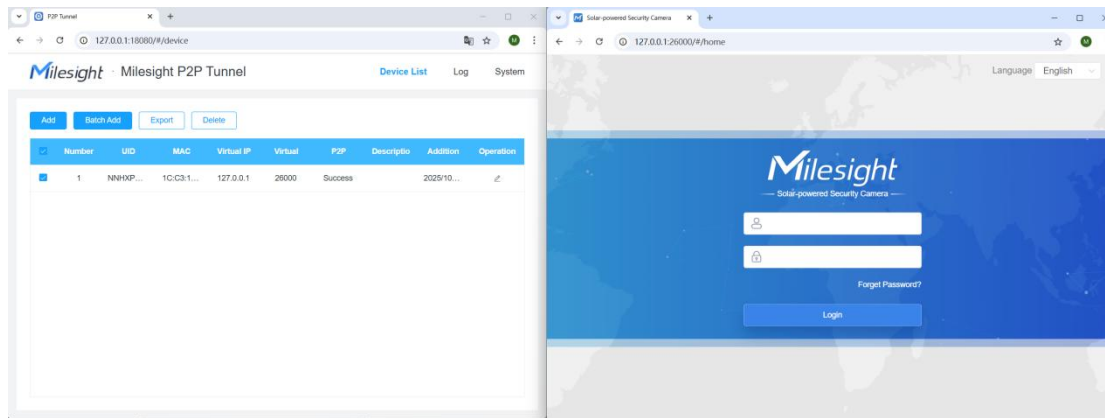 P2P Tunnel
127.0.0.1:18080/#/device
M
Milesight · Milesight P2P Tunnel
Device List Log System
Add Batch Add Export Delete
Number UID MAC Virtual IP Virtual P2P Descriptio Addition Operation
1 NNHXP... 1C:C3:1... 127.0.0.1 26000 Success 2025/10...
Solar-powered Security Camera
127.0.0.1:26000/#/home
M
Language English
Milesight
Solar-powered Security Camera
Forget Password?
Login